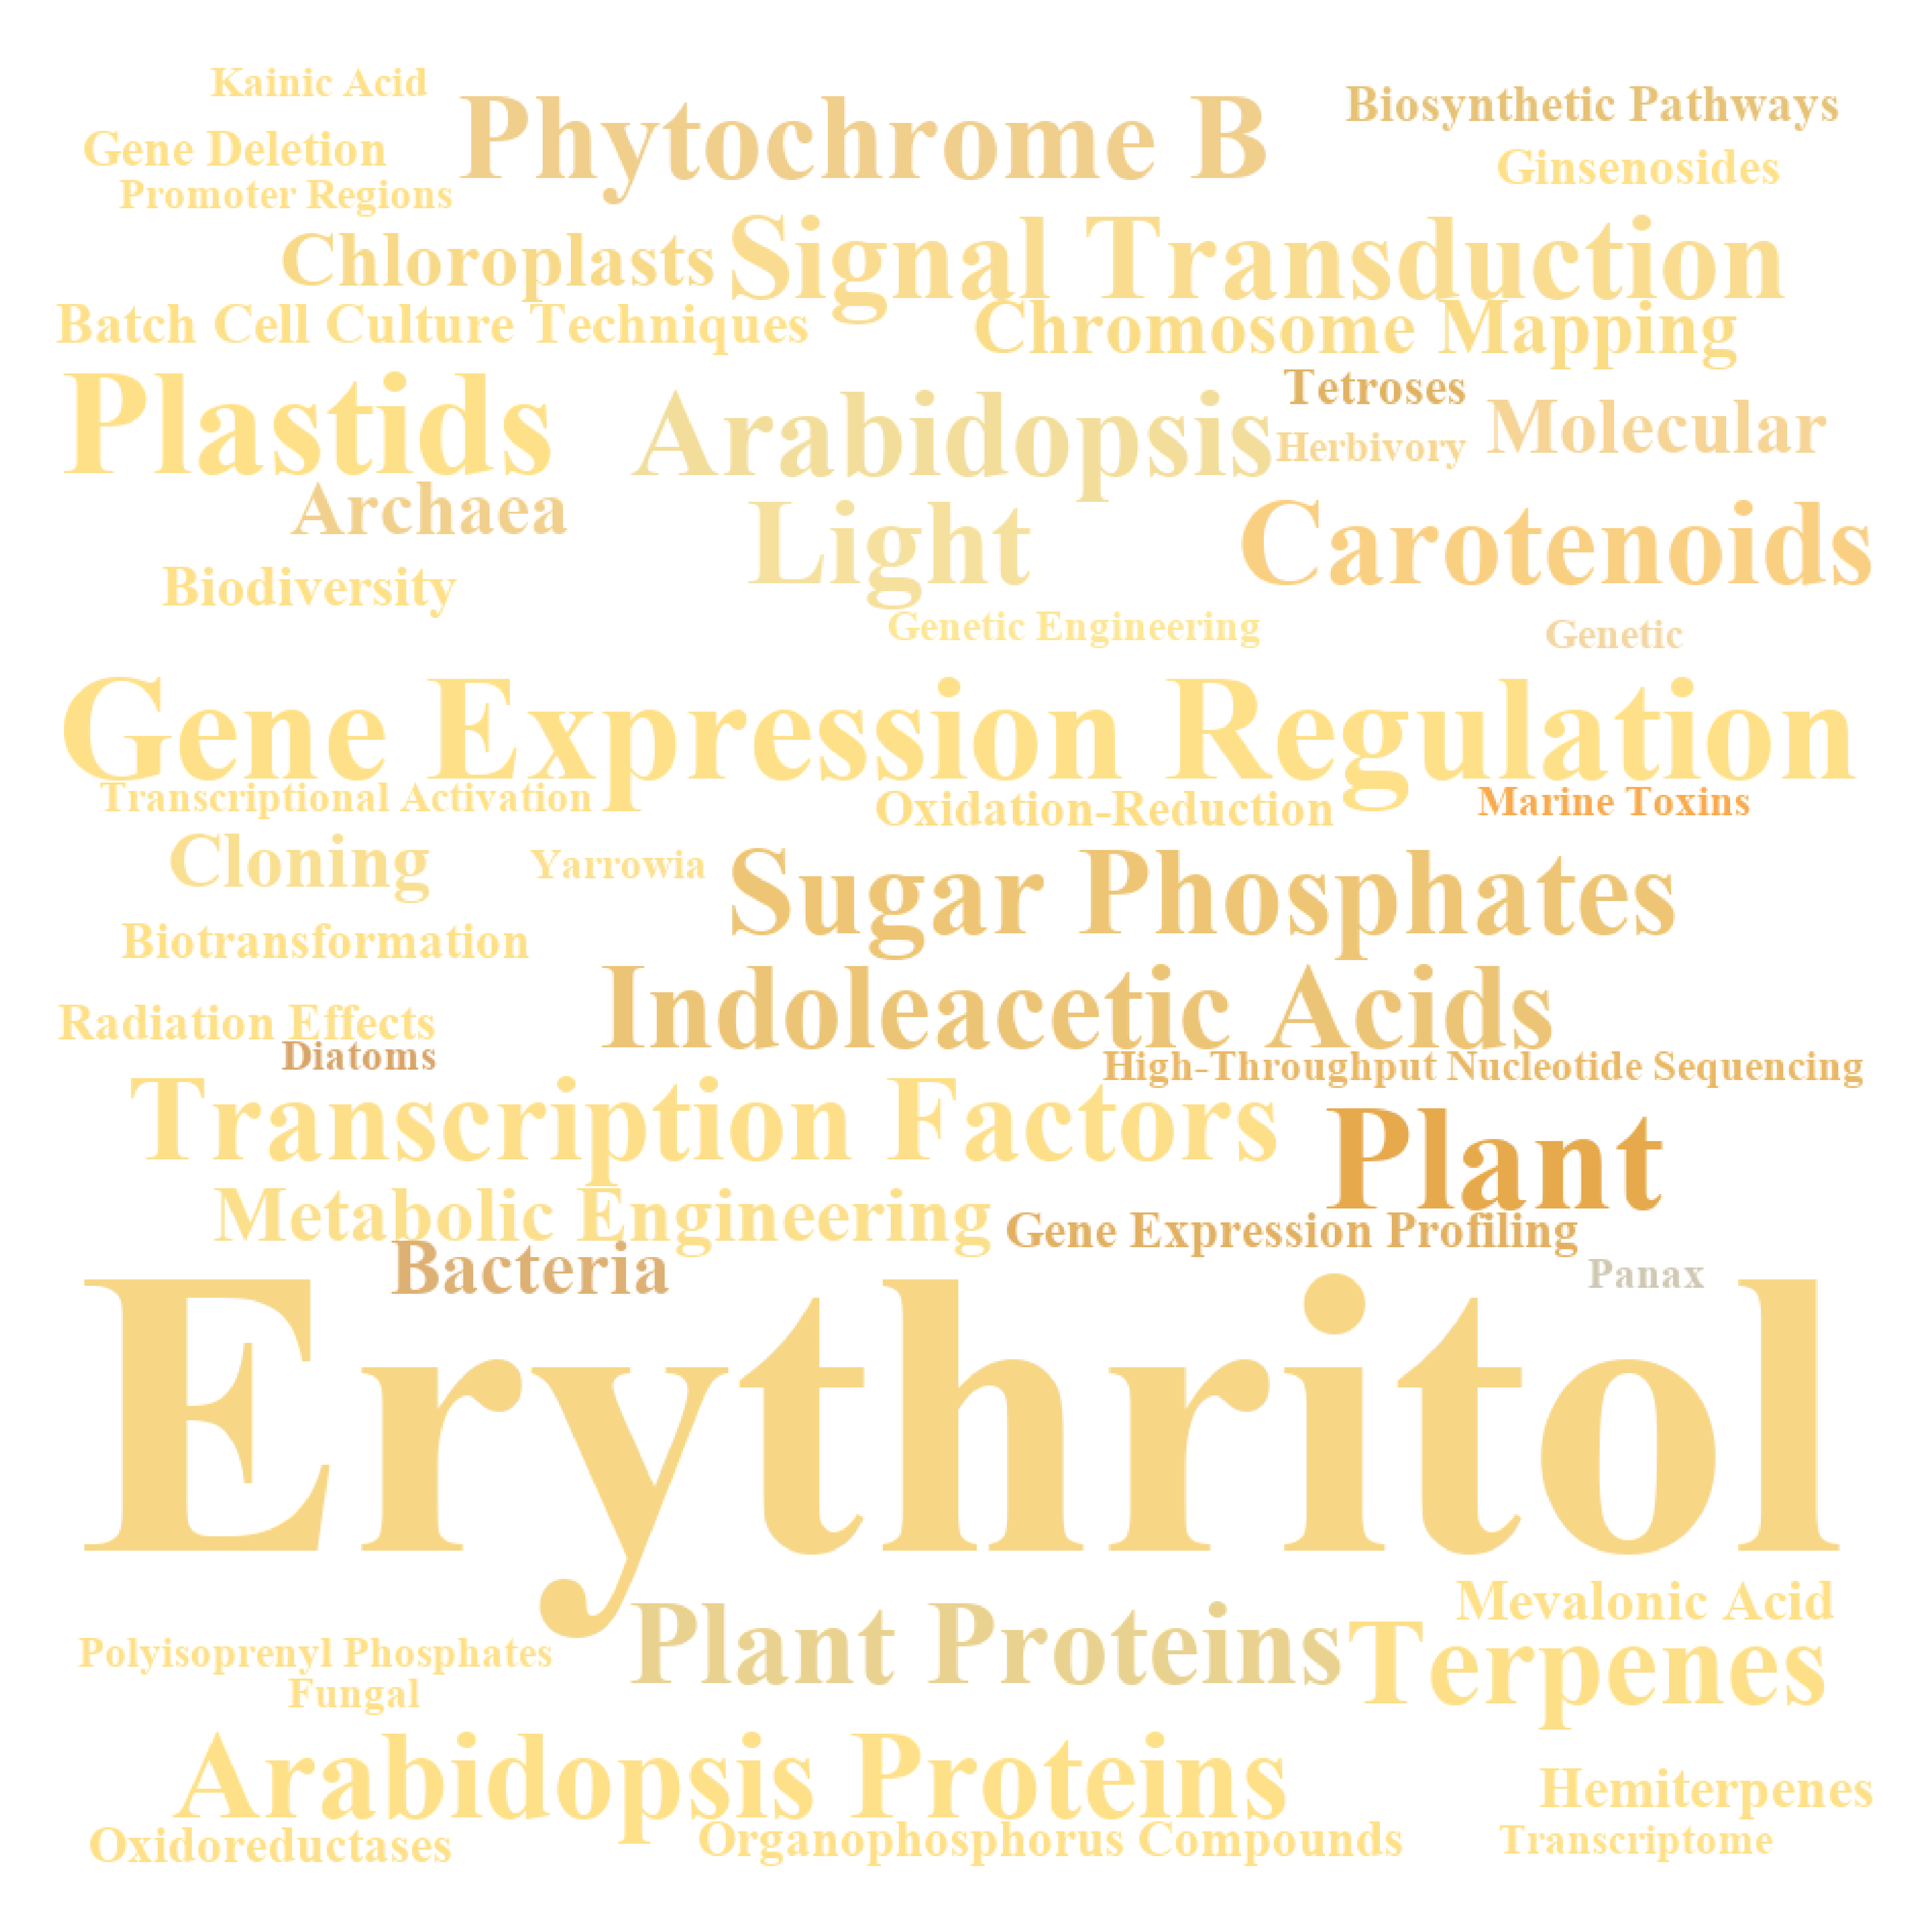 Kainic Acid
Phytochrome B
Biosynthetic Pathways
Gene Deletion
Ginsenosides
Promoter Regions
Chloroplasts
Signal Transduction
Batch Cell Culture Techniques
Chromosome Mapping
Plastids
Arabidopsis
Tetroses
Herbivory
Molecular
Archaea
Light
Carotenoids
Biodiversity
Genetic Engineering
Genetic
Gene Expression Regulation
Transcriptional Activation
Oxidation-Reduction
Marine Toxins
Cloning
Yarrowia
Sugar Phosphates
Biotransformation
Indoleacetic Acids
Radiation Effects
Diatoms
High-Throughput Nucleotide Sequencing
Transcription Factors
Plant
Metabolic Engineering
Gene Expression Profiling
Bacteria
Panax
Erythritol
Mevalonic Acid
Plant Proteins
Terpenes
Polyisoprenyl Phosphates
Fungal
Arabidopsis Proteins
Hemiterpenes
Oxidoreductases
Organophosphorus Compounds
Transcriptome